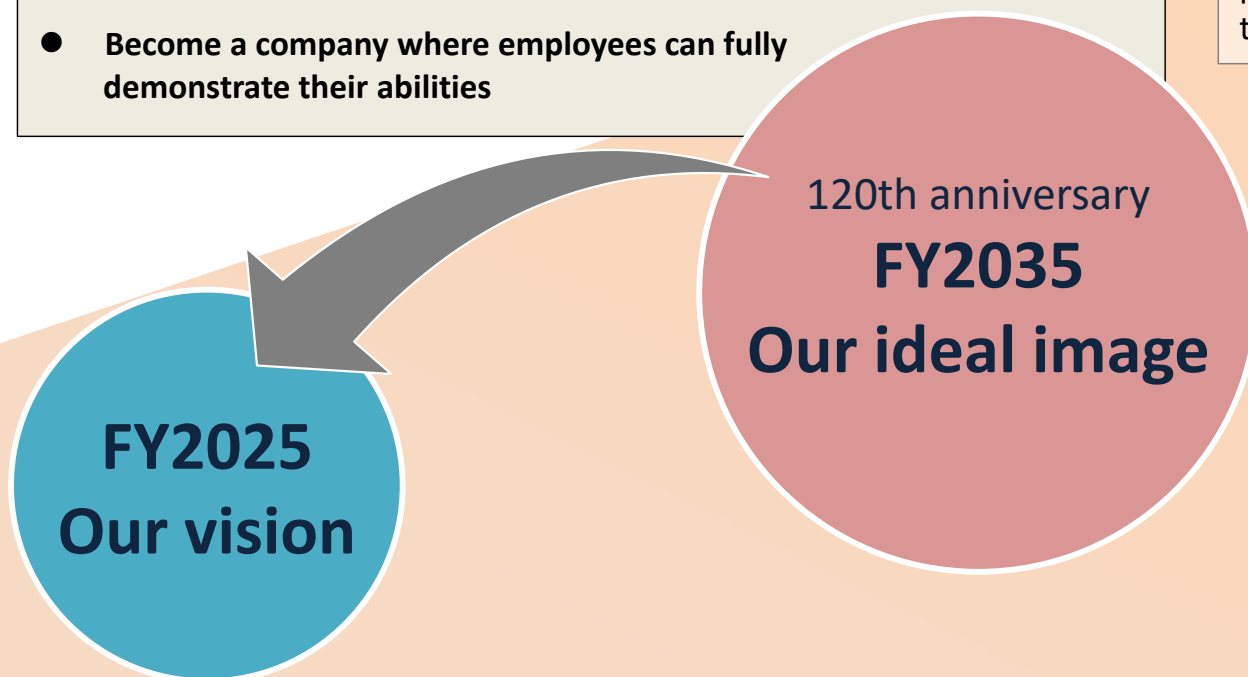 ● Become a company where employees can fully
demonstrate their abilities
120th anniversary
FY2035
Our ideal image
FY2025
Our vision